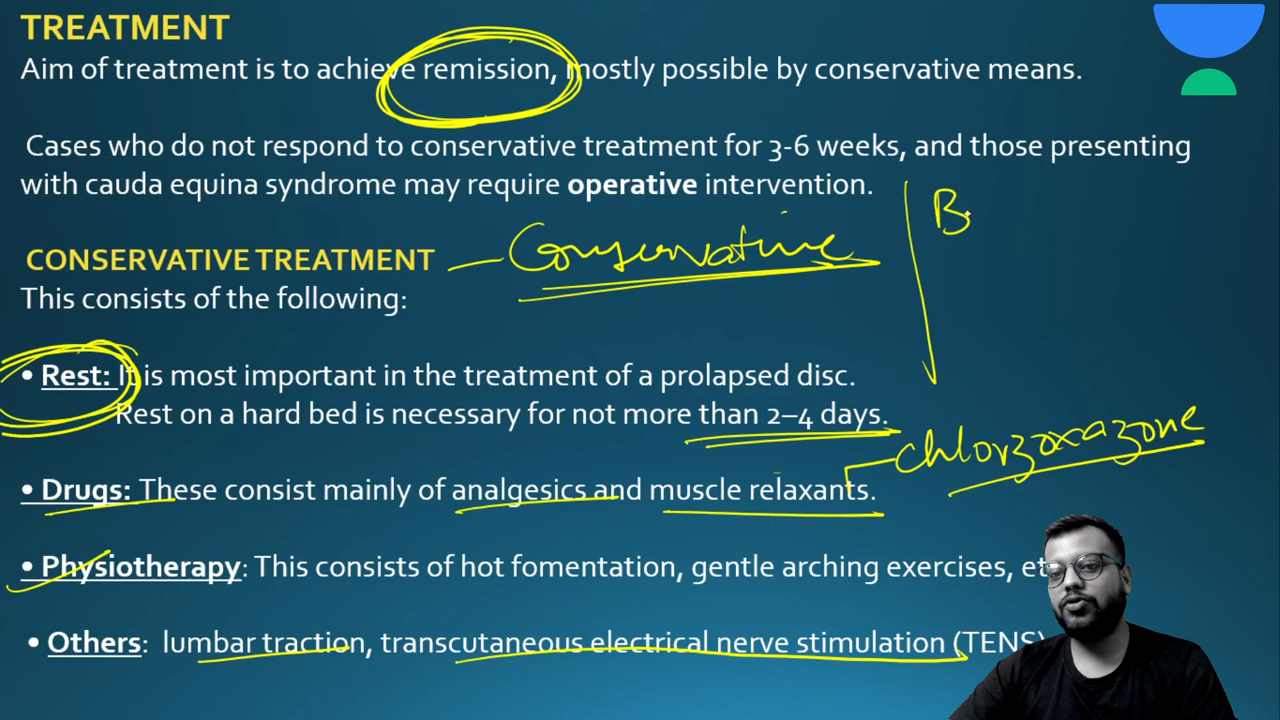 TREATMENT
Aim of treatment is to achieve remission, mostly possible by conservative means.
Cases who do not respond to conservative treatment for 3-6 weeks, and those presenting
with cauda equina syndrome may require operative intervention.
B
CONSERVATIVE TREATMENT Conservative
This consists of the following:
• Rest: It is most important in the treatment of a prolapsed disc.
Rest on a hard bed is necessary for not more than 2–4 days.
chlorzoxazone
• Drugs: These consist mainly of analgesics and muscle relaxants.
• Physiotherapy: This consists of hot fomentation, gentle arching exercises, et
• Others: lumbar traction, transcutaneous electrical nerve stimulation (TENS)